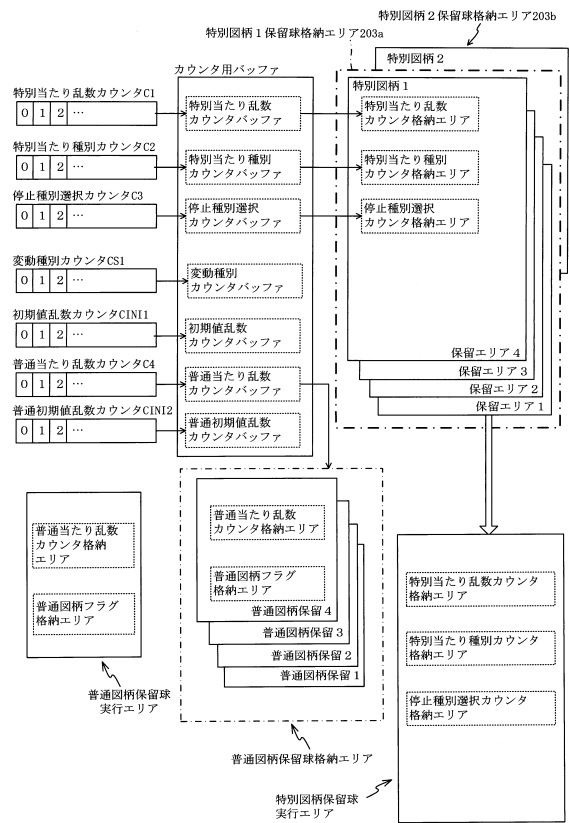 特別図柄２保留球格納エリア203b
特別図柄１保留球格納エリア203a
特別図柄２
カウンタ用バッファ
特別図柄１
特別当たり乱数カウンタC1
0 1 2 …
特別当たり乱数
カウンタバッファ
特別当たり乱数
カウンタ格納エリア
特別当たり種別カウンタC2
0 1 2 …
特別当たり種別
カウンタバッファ
特別当たり種別
カウンタ格納エリア
停止種別選択カウンタC3
0 1 2 …
停止種別選択
カウンタバッファ
停止種別選択
カウンタ格納エリア
変動種別カウンタCS1
0 1 2 …
変動種別
カウンタバッファ
初期値乱数カウンタCINI1
0 1 2 …
初期値乱数
カウンタバッファ
普通当たり乱数カウンタC4
0 1 2 …
普通当たり乱数
カウンタバッファ
普通初期値乱数カウンタCINI2
0 1 2 …
普通初期値乱数
カウンタバッファ
保留エリア４
保留エリア３
保留エリア２
保留エリア１
普通当たり乱数
カウンタ格納
エリア
普通図柄フラグ
格納エリア
普通図柄保留球
実行エリア
普通当たり乱数
カウンタ格納エリア
普通図柄フラグ
格納エリア
普通図柄保留４
普通図柄保留３
普通図柄保留２
普通図柄保留１
普通図柄保留球格納エリア
特別当たり乱数カウンタ
格納エリア
特別当たり種別カウンタ
格納エリア
停止種別選択カウンタ
格納エリア
特別図柄保留球
実行エリア